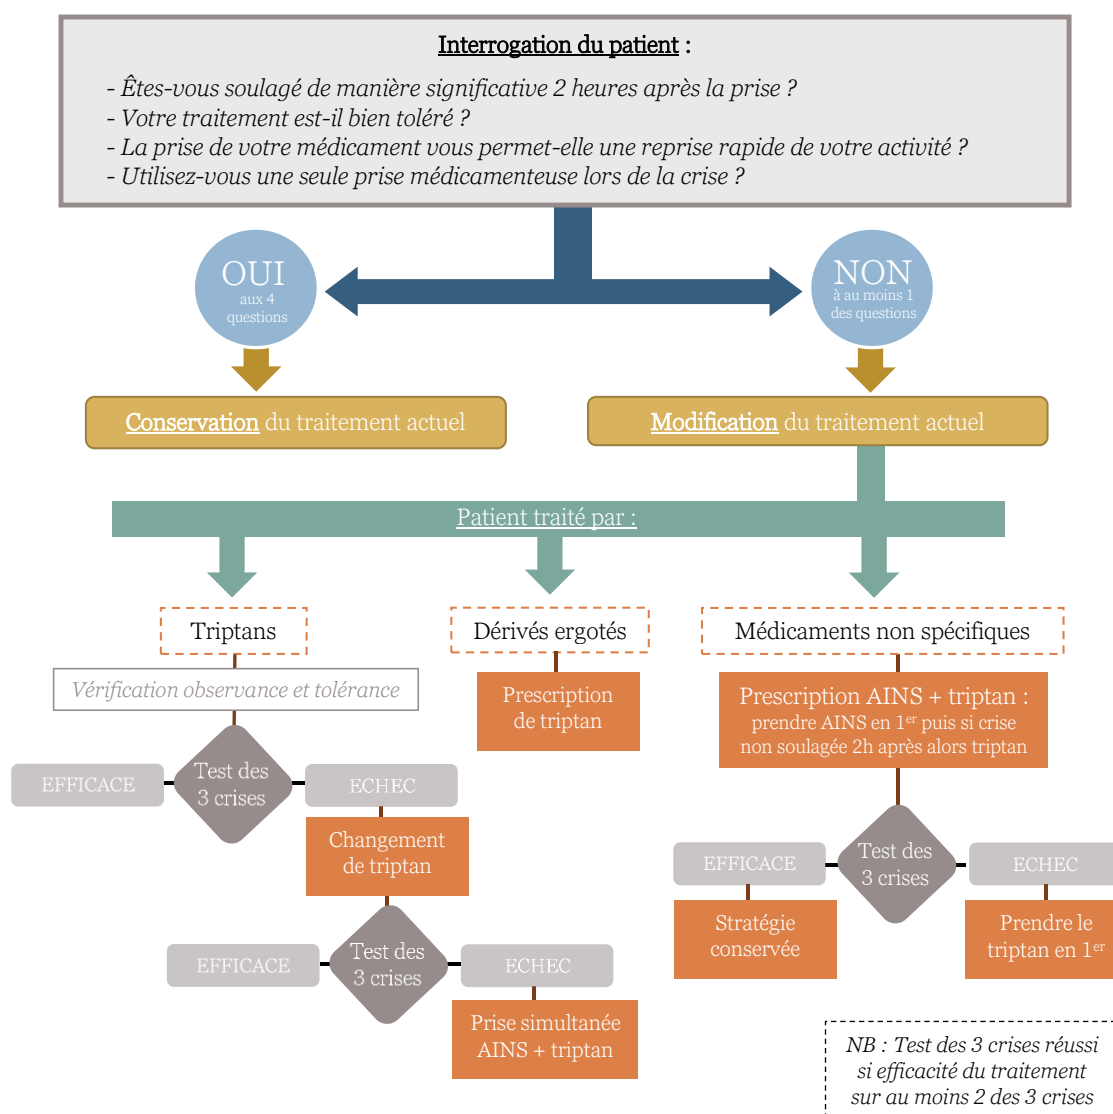 Interrogation du patient :
- Êtes-vous soulagé de manière significative 2 heures après la prise ?
- Votre traitement est-il bien toléré ?
- La prise de votre médicament vous permet-elle une reprise rapide de votre activité ?
- Utilisez-vous une seule prise médicamenteuse lors de la crise ?
OUI
aux 4
questions
NON
à au moins 1
des questions
Conservation du traitement actuel
Modification du traitement actuel
Patient traité par :
Triptans
Dérivés ergotés
Médicaments non spécifiques
Vérification observance et tolérance
Prescription
de triptan
Prescription AINS + triptan :
prendre AINS en 1er puis si crise
non soulagée 2h après alors triptan
EFFICACE
Test des
3 crises
ECHEC
Changement
de triptan
EFFICACE
Test des
3 crises
ECHEC
Stratégie
conservée
Prendre le
triptan en 1er
EFFICACE
Test des
3 crises
ECHEC
Prise simultanée
AINS + triptan
NB : Test des 3 crises réussi
si efficacité du traitement
sur au moins 2 des 3 crises